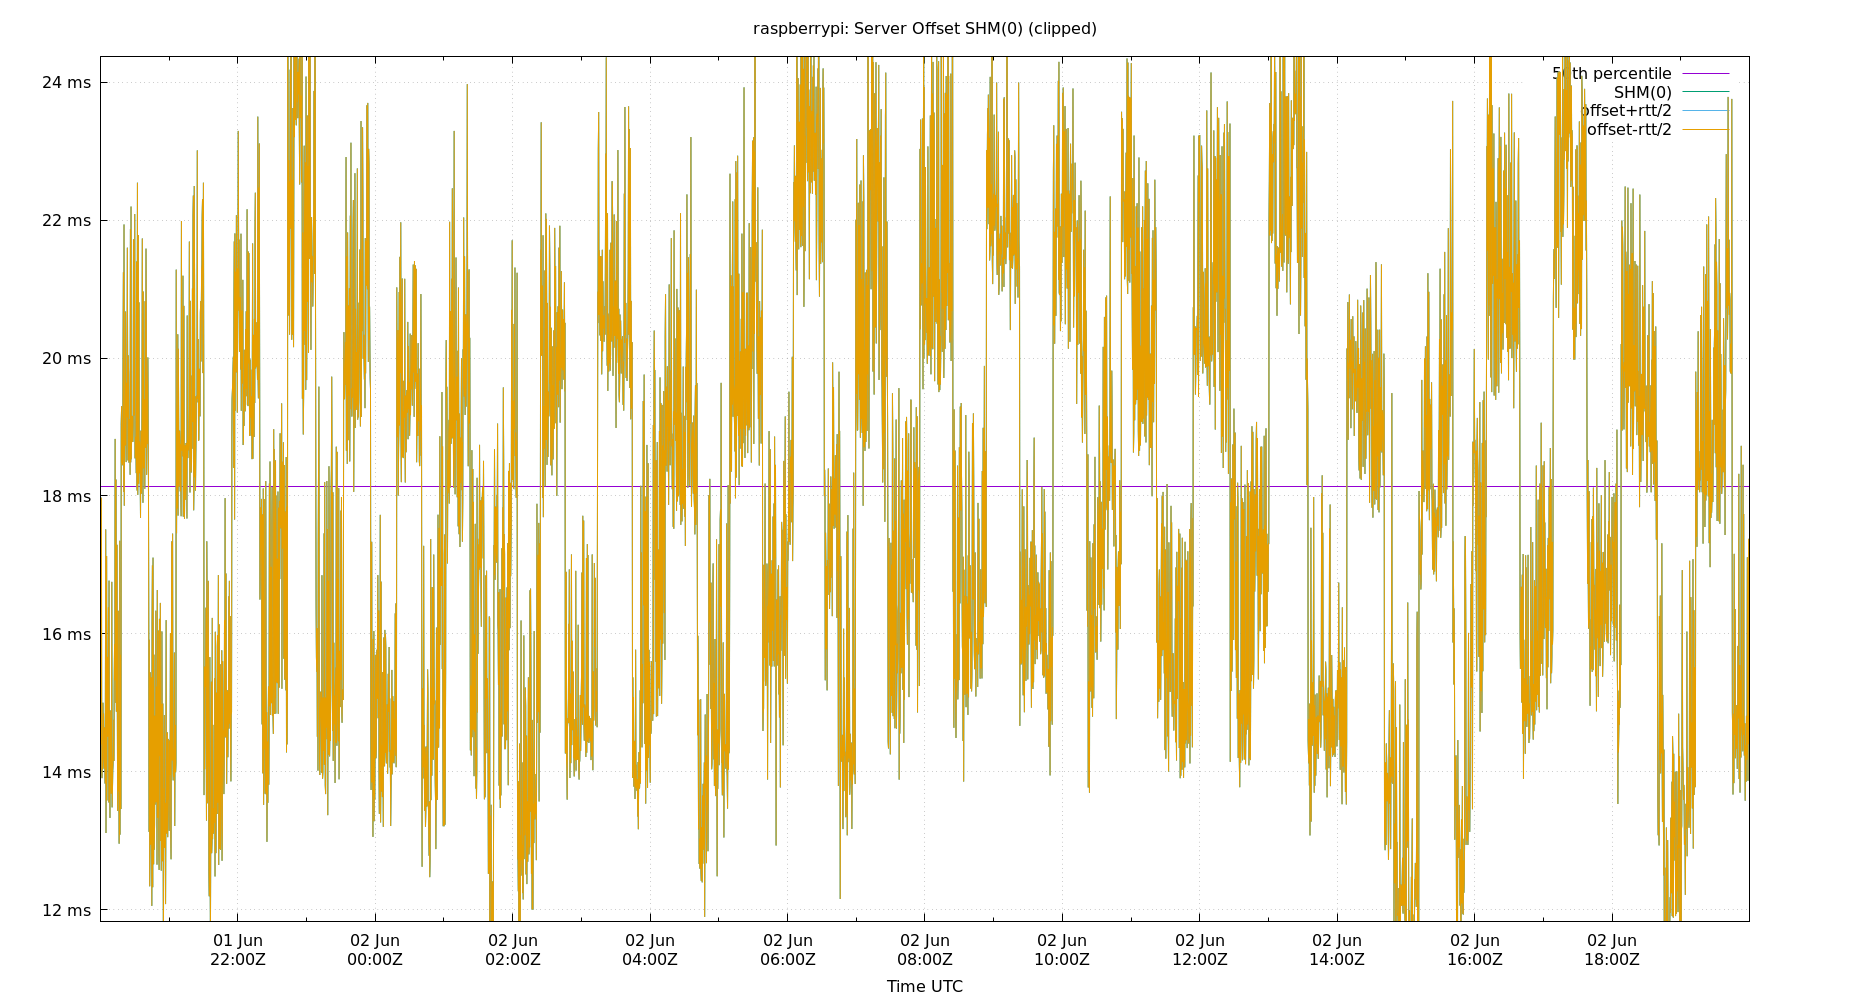 raspberrypi: Server Offset SHM(0) (clipped)
24 ms
22 ms
20 ms
18 ms
16 ms
14 ms
12 ms
50th percentile
SHM(0)
offset+rtt/2
offset-rtt/2
01 Jun
22:00Z
02 Jun
00:00Z
02 Jun
02:00Z
02 Jun
04:00Z
02 Jun
06:00Z
02 Jun
08:00Z
02 Jun
10:00Z
02 Jun
12:00Z
02 Jun
14:00Z
02 Jun
16:00Z
02 Jun
18:00Z
Time UTC